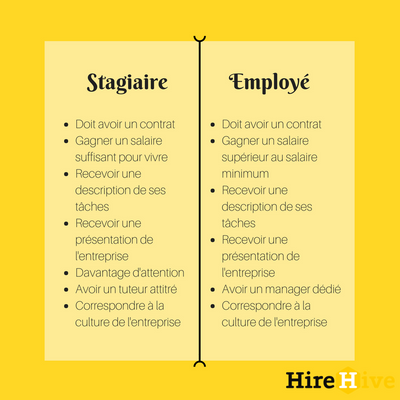 Stagiaire
Doit avoir un contrat
Gagner un salaire
suffisant pour vivre
Recevoir une
description de ses
tâches
Recevoir une
présentation de
l'entreprise
Davantage d'attention
Avoir un tuteur attitré
Correspondre à la
culture de l'entreprise
Employé
Doit avoir un contrat
Gagner un salaire
supérieur au salaire
minimum
Recevoir une
description de ses
tâches
Recevoir une
présentation de
l'entreprise
Avoir un manager dédié
Correspondre à la
culture de l'entreprise
Hire Hive